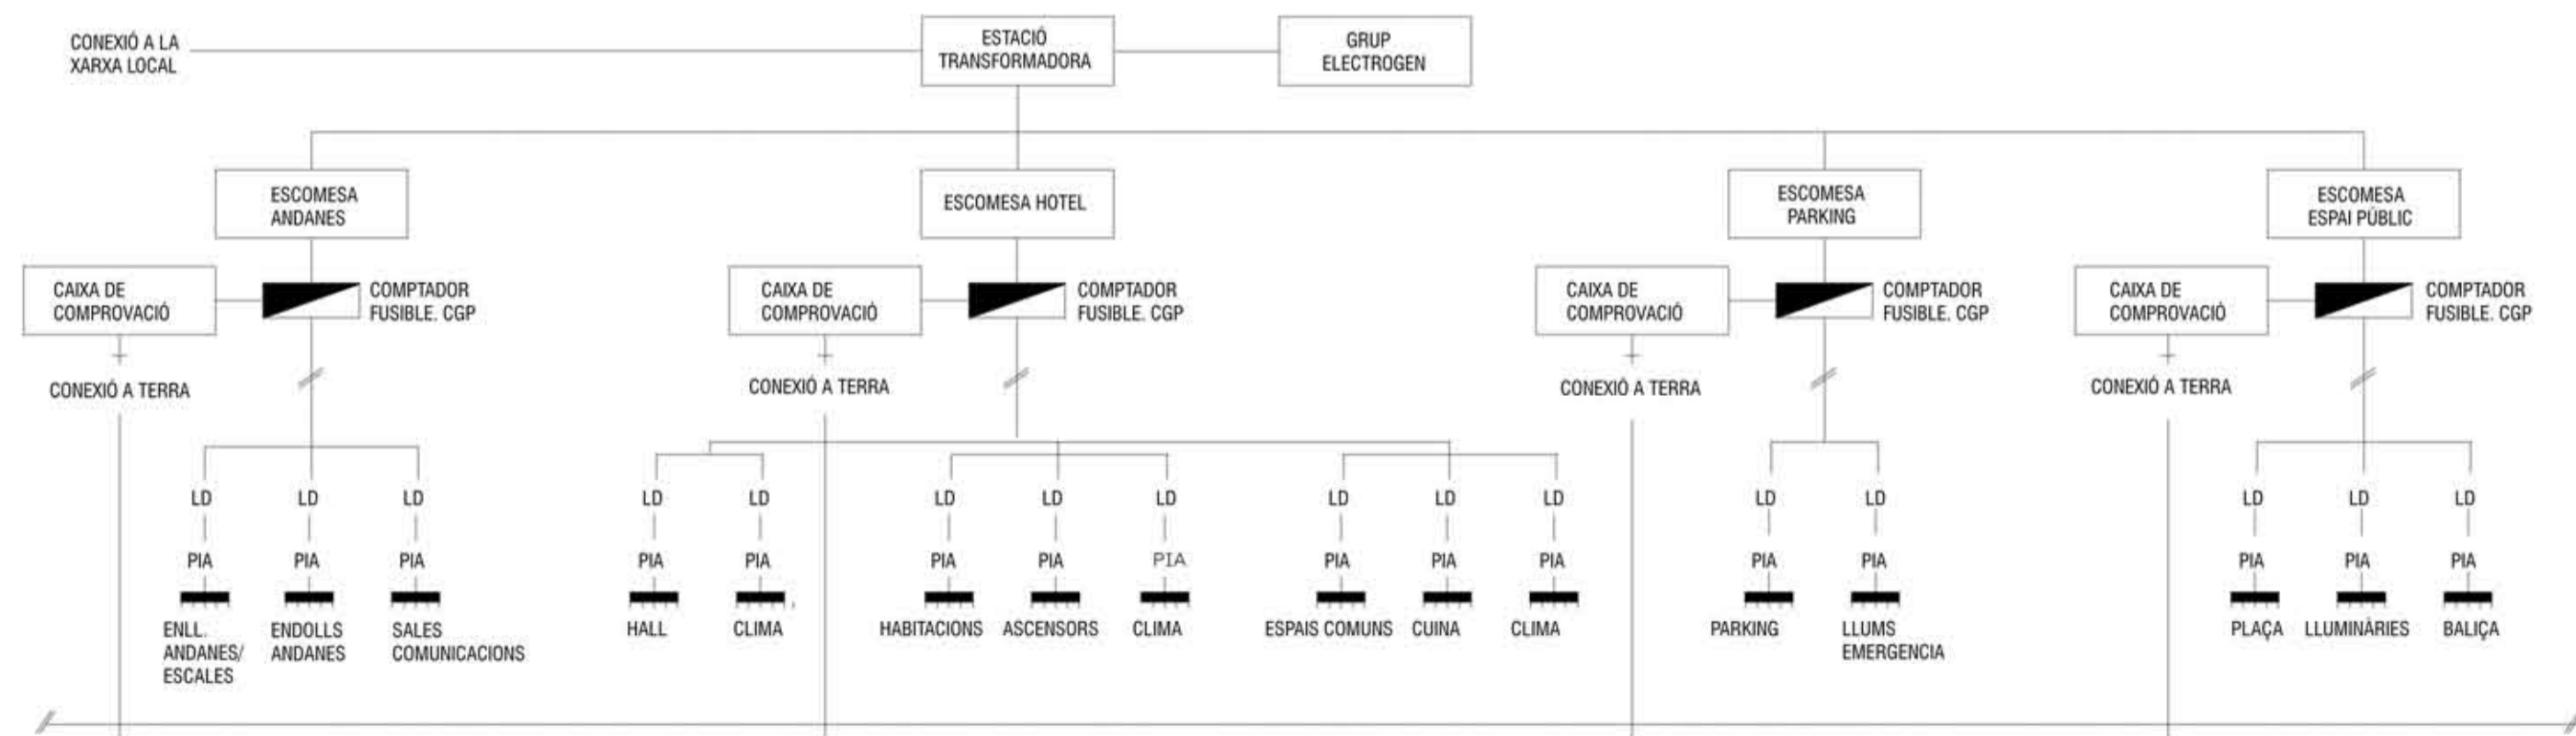 CONEXIÓ A LA
XARXA LOCAL
ESTACIÓ
TRANSFORMADORA
GRUP
ELECTROGEN
ESCOMESA
ANDANES
ESCOMESA HOTEL
ESCOMESA
PARKING
ESCOMESA
ESPAI PÚBLIC
CAIXA DE
COMPROVACIÓ
COMPTADOR
FUSIBLE. CGP
CAIXA DE
COMPROVACIÓ
COMPTADOR
FUSIBLE. CGP
CAIXA DE
COMPROVACIÓ
COMPTADOR
FUSIBLE. CGP
CAIXA DE
COMPROVACIÓ
COMPTADOR
FUSIBLE. CGP
CONEXIÓ A TERRA
CONEXIÓ A TERRA
CONEXIÓ A TERRA
CONEXIÓ A TERRA
LD LD LD LD LD LD LD LD LD LD LD LD LD LD LD LD
PIA PIA PIA PIA PIA PIA PIA PIA PIA PIA PIA PIA PIA PIA PIA PIA
ENLL.
ANDANES/
ESCALES
ENDOLLS
ANDANES
SALES
COMUNICACIONS
HALL
CLIMA
HABITACIONS
ASCENSORS
CLIMA
ESPAIS COMUNS
CUINA
CLIMA
PARKING
LLUMS
EMERGENCIA
PLAÇA
LLUMINÀRIES
BALIÇA